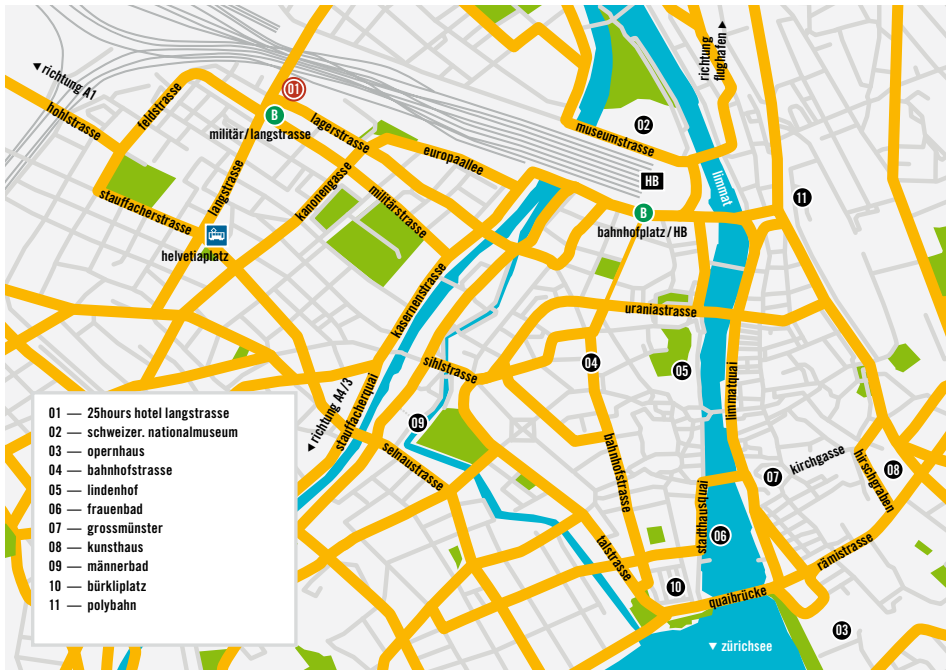 richtung flughafen
◄ richtung A1
hohlstrasse
feldstrasse
01
B
militär/langstrasse
lagerstrasse
02
museumstrasse
europaallee
HB
limmat
11
stauffacherstrasse
langstrasse
kanonengasse
militärstrasse
B
bahnhofplatz/HB
helvetiaplatz
kasernenstrasse
uraniastrasse
sihlstrasse
04
05
limmatquai
◄ richtung A4/3
stauffacherquai
09
selnaustrasse
bahnhofstrasse
kirchgasse
07
hirschgraben
08
stadthausquai
06
talstrasse
rämistrasse
10
quaibrücke
03
▼ zürichsee
01 — 25hours hotel langstrasse
02 — schweizer. nationalmuseum
03 — opernhaus
04 — bahnhofstrasse
05 — lindenhof
06 — frauenbad
07 — grossmünster
08 — kunsthaus
09 — männerbad
10 — bürkliplatz
11 — polybahn